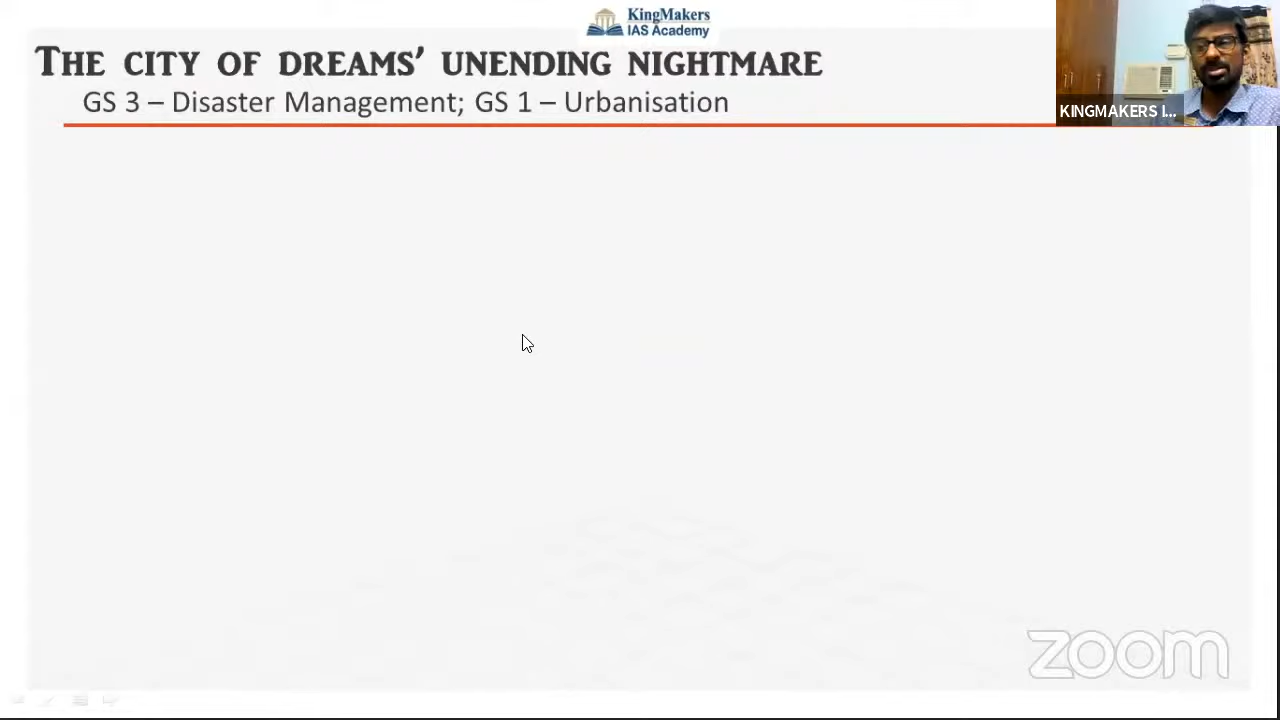 KingMakers
IAS Academy
The city of dreams' unending nightmare
GS 3 – Disaster Management; GS 1 – Urbanisation
KINGMAKERS I...
zoom